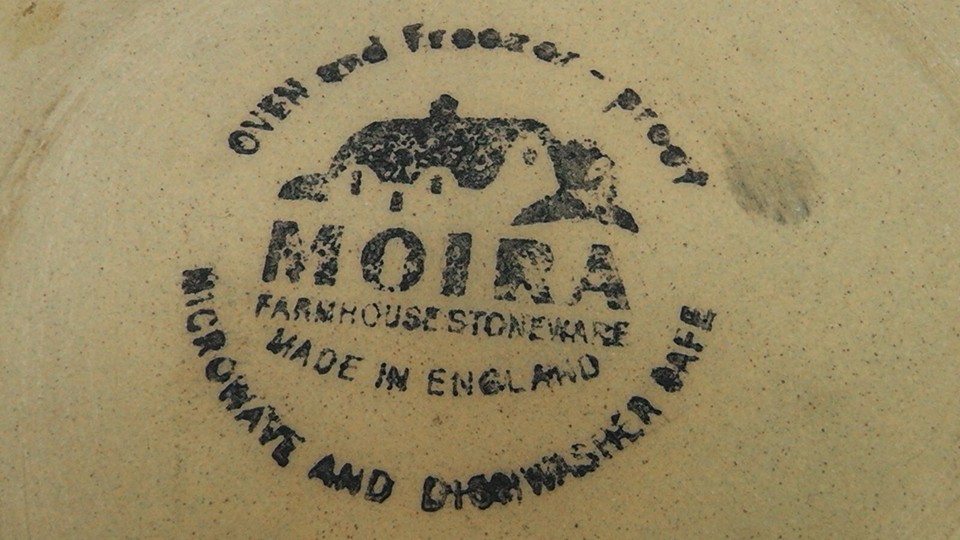 OVEN and Freezer - proof
MOIRA
FARMHOUSE STONEWARE
MADE IN ENGLAND
MICROWAVE AND DISHWASHER SAFE